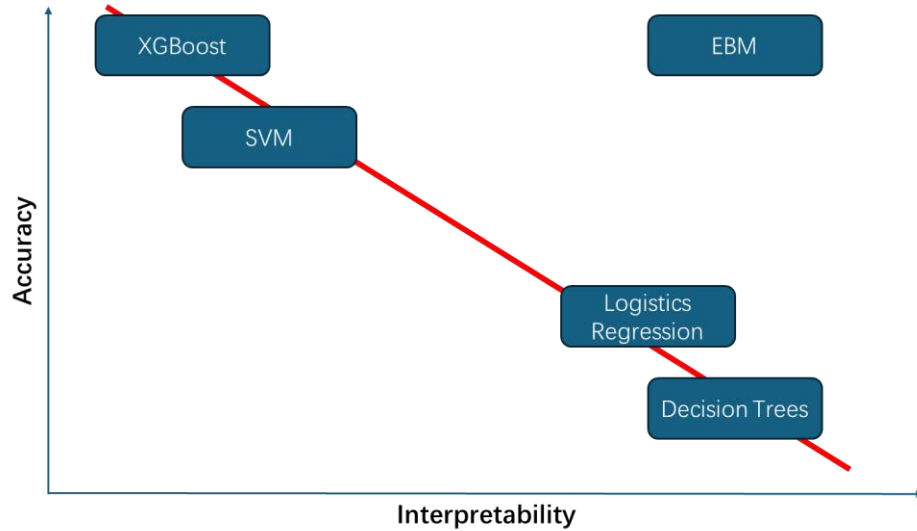 XGBoost
EBM
SVM
Accuracy
Logistics
Regression
Decision Trees
Interpretability